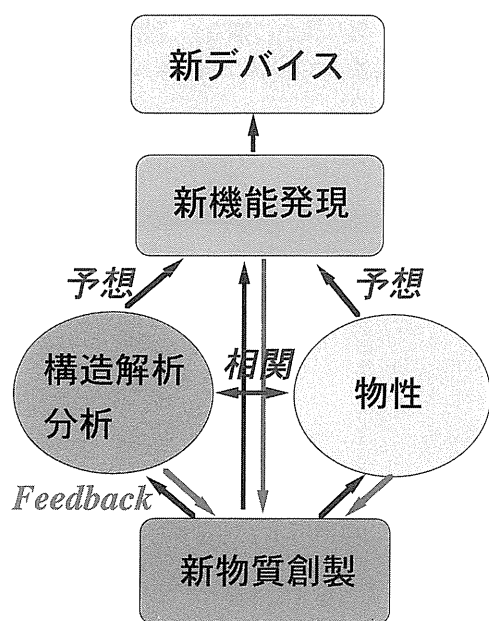 新デバイス
新機能発現
予想
予想
構造解析
分析
相関
物性
Feedback
新物質創製